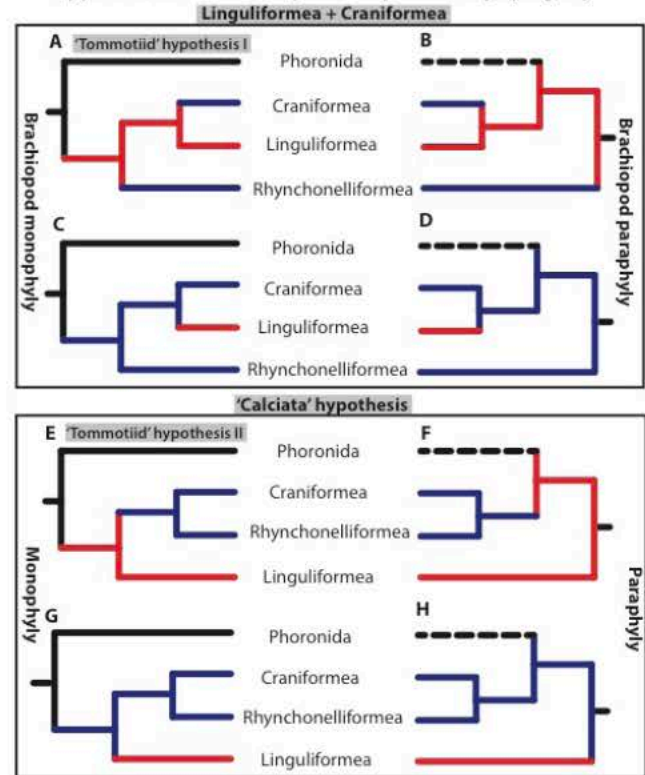 Linguliformea + Craniformea
A 'Tommotiid' hypothesis I
B
Phoronida
Craniformea
Linguliformea
Rhynchonelliformea
Brachiopod monophyly
Brachiopod paraphyly
C
D
Phoronida
Craniformea
Linguliformea
Rhynchonelliformea
'Calciata' hypothesis
E 'Tommotiid' hypothesis II
F
Phoronida
Craniformea
Rhynchonelliformea
Linguliformea
Monophyly
Paraphyly
G
H
Phoronida
Craniformea
Rhynchonelliformea
Linguliformea